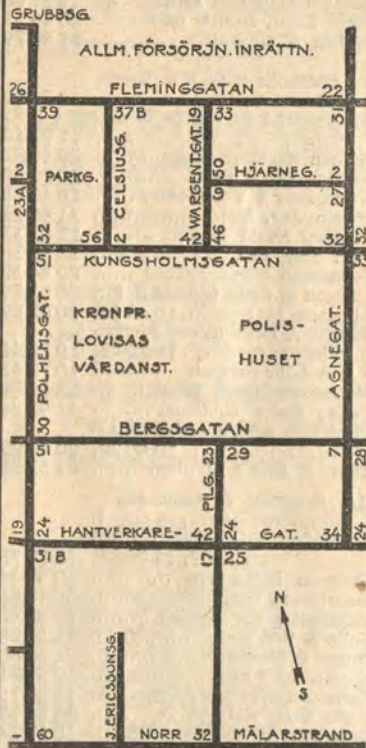 GRUBBSG.
ALLM. FÖRSÖRJN. INRÄTTN.
26 FLEMINGGATAN 22
39 37B 19 33 31
2 PARKG. CELSIUSG. WARGENT.GAT. 50 HJÄRNEG. 2
23A 9 27
32 56 2 42 46 32 32
51 KUNGSHOLMSGATAN 33
POLHEMSGAT. KRONPR. LOVISAS VÅRDANST. POLIS- HUSET AGNEGAT.
30 BERGSGATAN
51 PILG. 23 29 7 28
19 24 HANTVERKARE- 42 24 GAT. 34 24
31B 17 25
N
S
J. ERICSSONSG.
1 60 NORR 32 MÄLARSTRAND